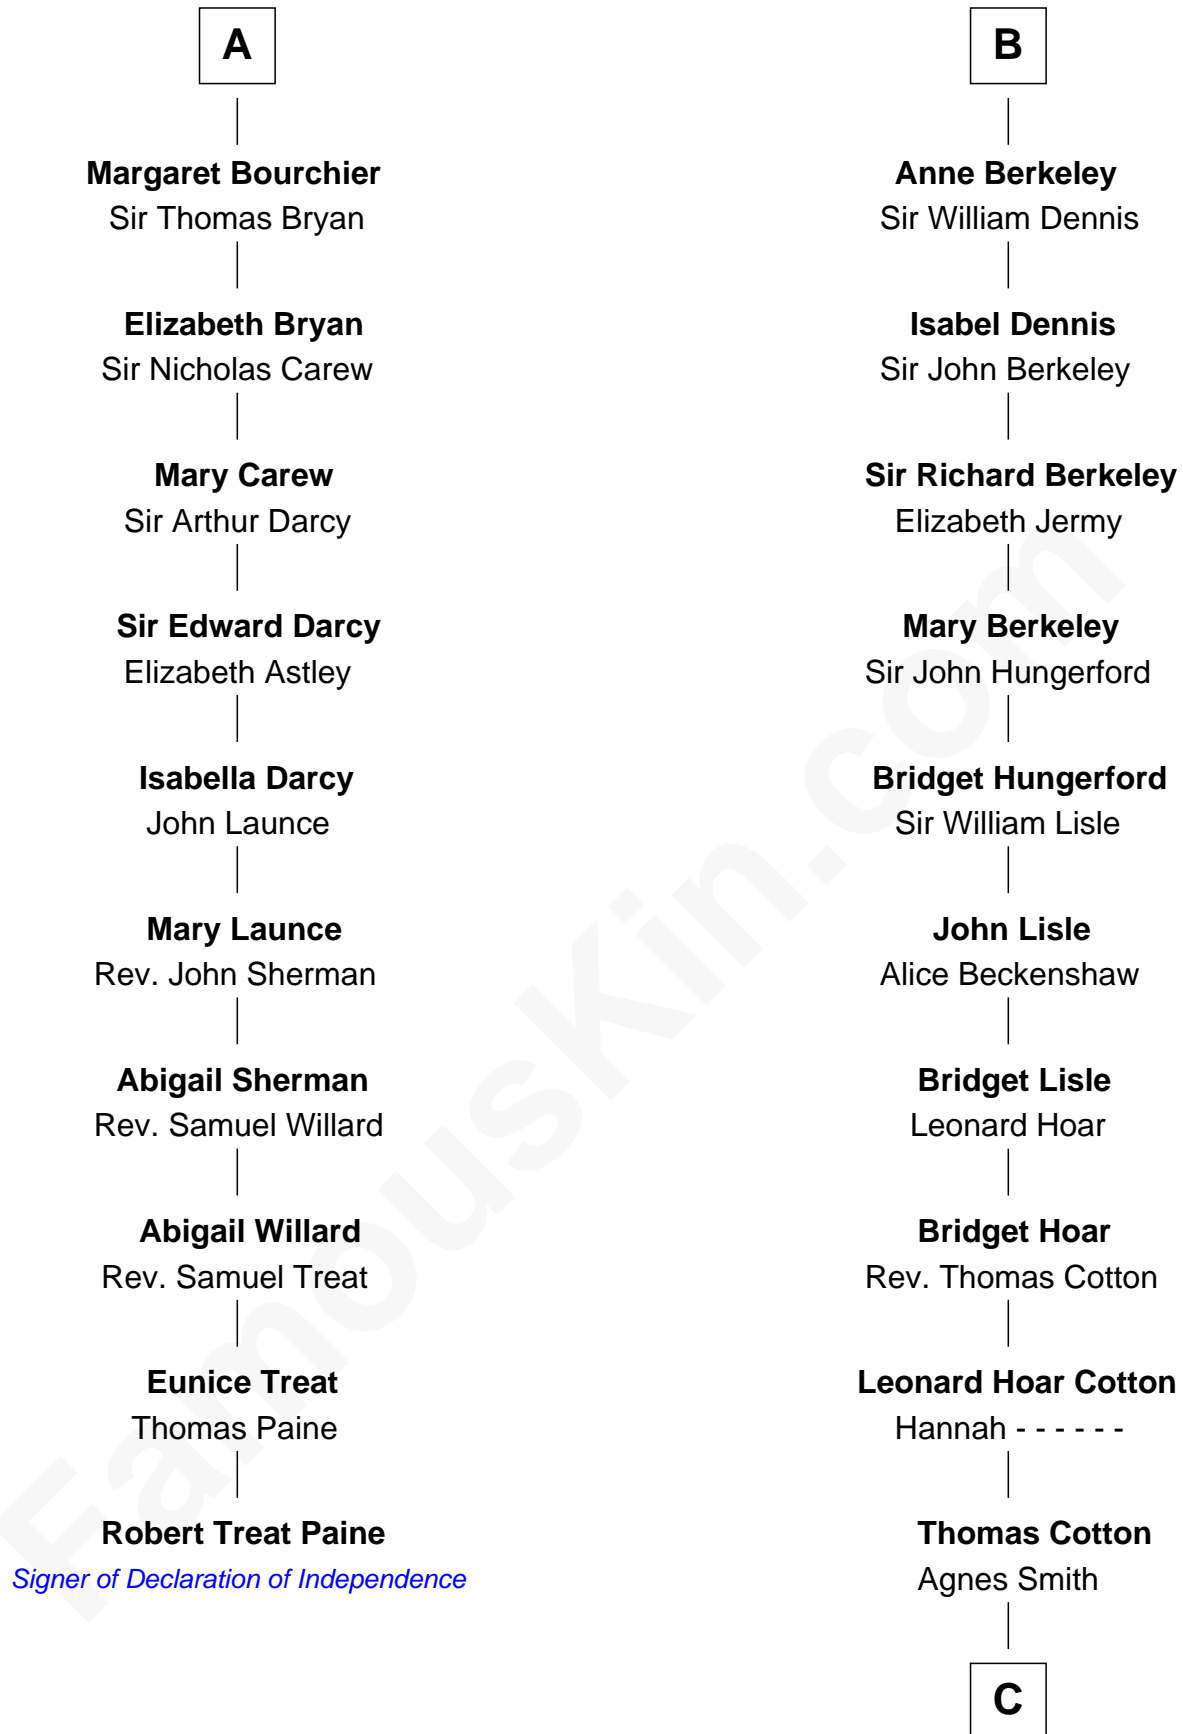 A
Margaret Bourchier
Sir Thomas Bryan
Elizabeth Bryan
Sir Nicholas Carew
Mary Carew
Sir Arthur Darcy
Sir Edward Darcy
Elizabeth Astley
Isabella Darcy
John Launce
Mary Launce
Rev. John Sherman
Abigail Sherman
Rev. Samuel Willard
Abigail Willard
Rev. Samuel Treat
Eunice Treat
Thomas Paine
Robert Treat Paine
Signer of Declaration of Independence
B
Anne Berkeley
Sir William Dennis
Isabel Dennis
Sir John Berkeley
Sir Richard Berkeley
Elizabeth Jermy
Mary Berkeley
Sir John Hungerford
Bridget Hungerford
Sir William Lisle
John Lisle
Alice Beckenshaw
Bridget Lisle
Leonard Hoar
Bridget Hoar
Rev. Thomas Cotton
Leonard Hoar Cotton
Hannah - - - - - -
Thomas Cotton
Agnes Smith
C
FamousKin.com